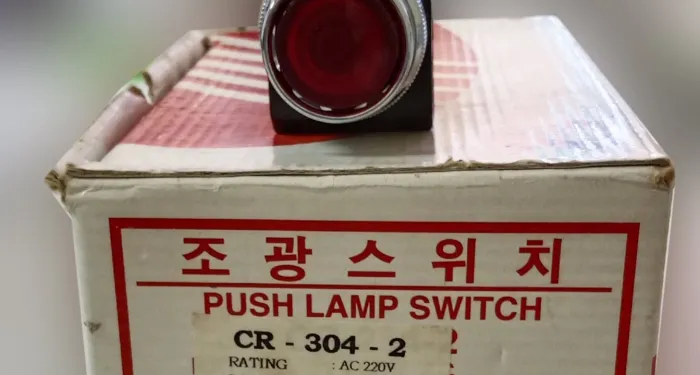 조광스위치
PUSH LAMP SWITCH
CR - 304 - 2
RATING : AC 220V